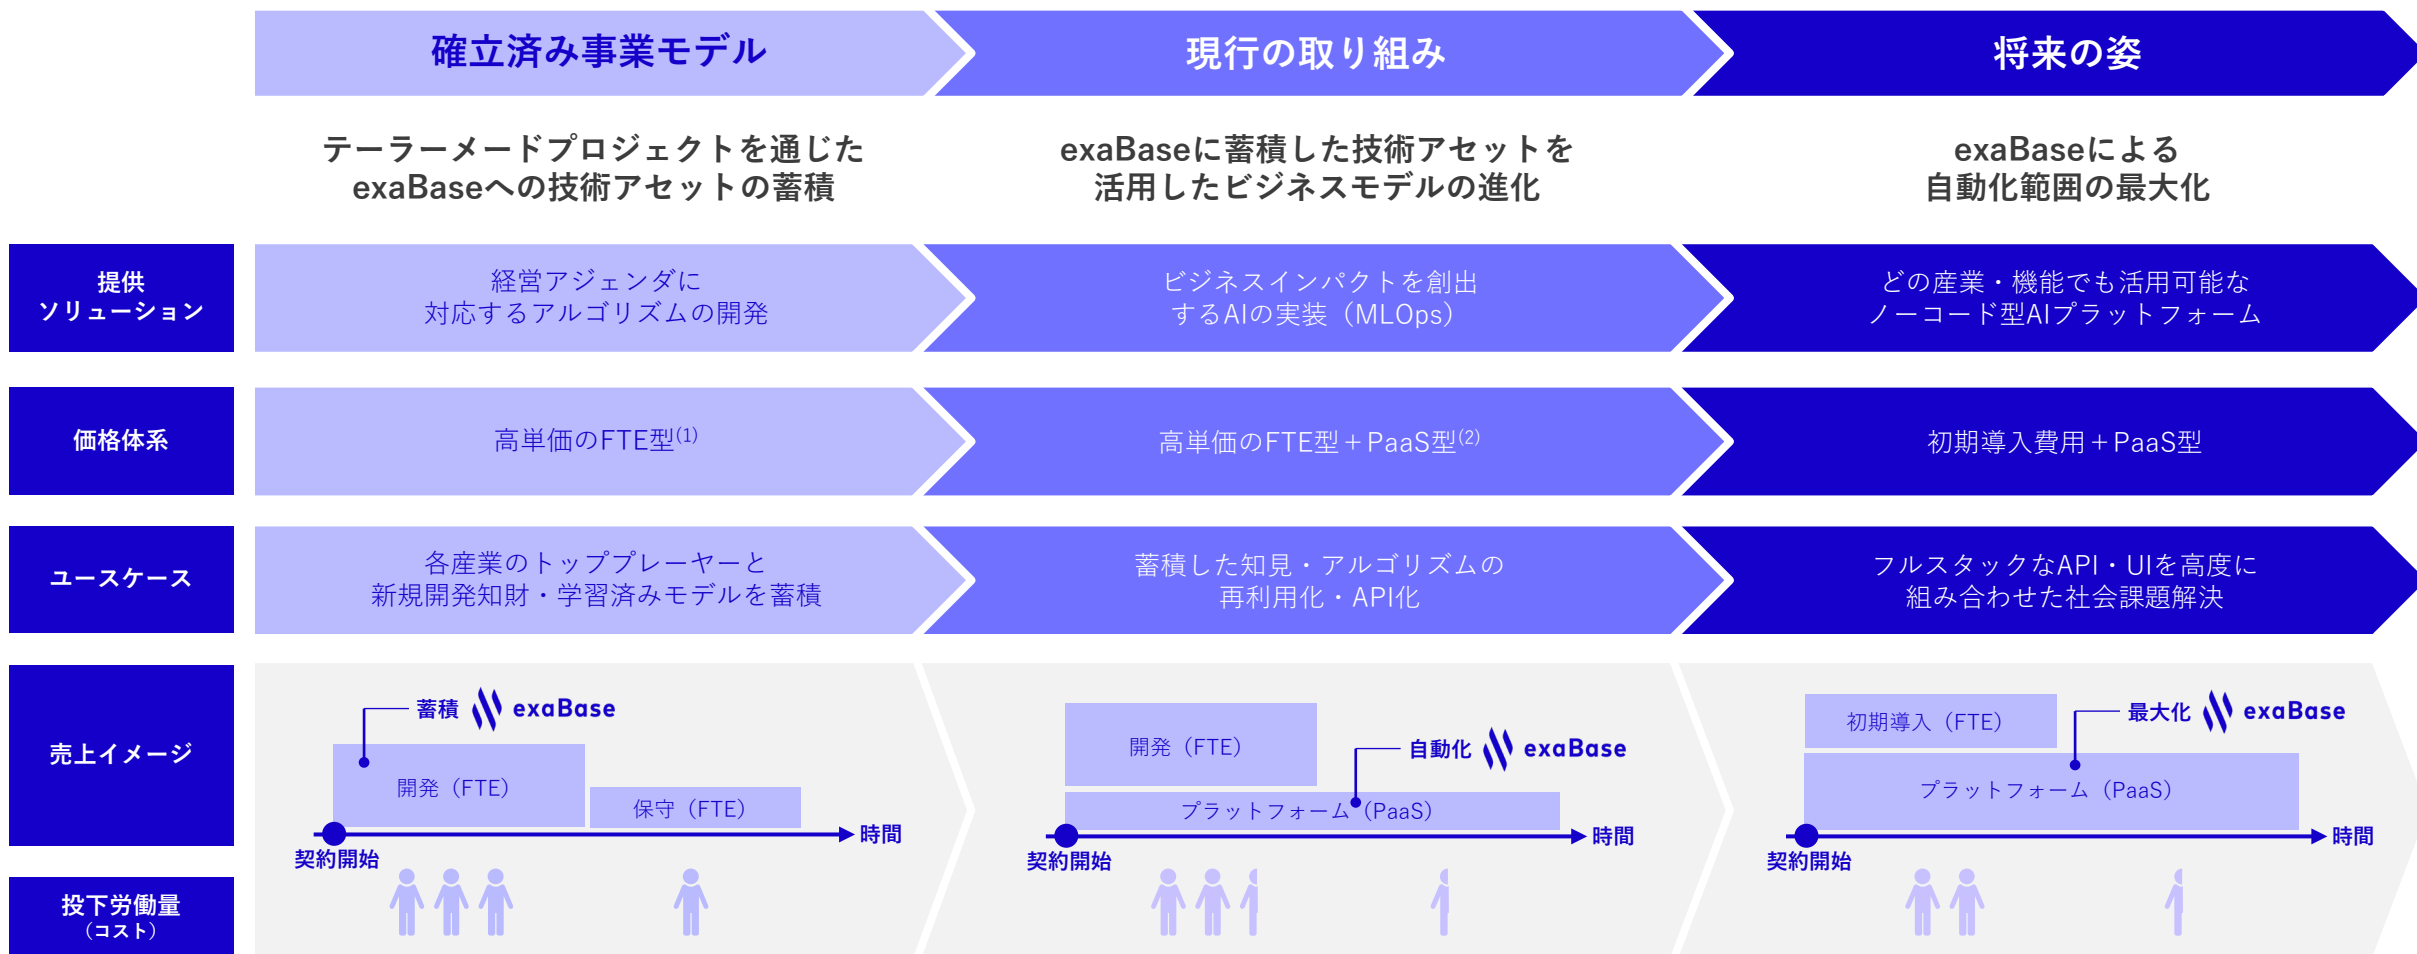 確立済み事業モデル
現行の取り組み
将来の姿
テーラーメードプロジェクトを通じた
exaBaseへの技術アセットの蓄積
exaBaseに蓄積した技術アセットを
活用したビジネスモデルの進化
exaBaseによる
自動化範囲の最大化
提供
ソリューション
経営アジェンダに
対応するアルゴリズムの開発
ビジネスインパクトを創出
するAIの実装（MLOps）
どの産業・機能でも活用可能な
ノーコード型AIプラットフォーム
価格体系
高単価のFTE型(1)
高単価のFTE型＋PaaS型(2)
初期導入費用＋PaaS型
ユースケース
各産業のトッププレーヤーと
新規開発知財・学習済みモデルを蓄積
蓄積した知見・アルゴリズムの
再利用化・API化
フルスタックなAPI・UIを高度に
組み合わせた社会課題解決
売上イメージ
蓄積 exaBase
開発（FTE）
保守（FTE）
時間
契約開始
開発（FTE）
自動化 exaBase
プラットフォーム（PaaS）
時間
契約開始
初期導入（FTE）
最大化 exaBase
プラットフォーム（PaaS）
時間
契約開始
投下労働量
（コスト）